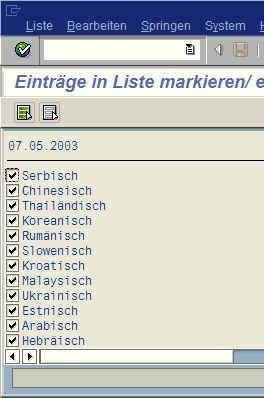 Liste Bearbeiten Springen System
Einträge in Liste markieren/ e
07.05.2003
Serbisch
Chinesisch
Thailändisch
Koreanisch
Rumänisch
Slowenisch
Kroatisch
Malaysisch
Ukrainisch
Estnisch
Arabisch
Hebräisch